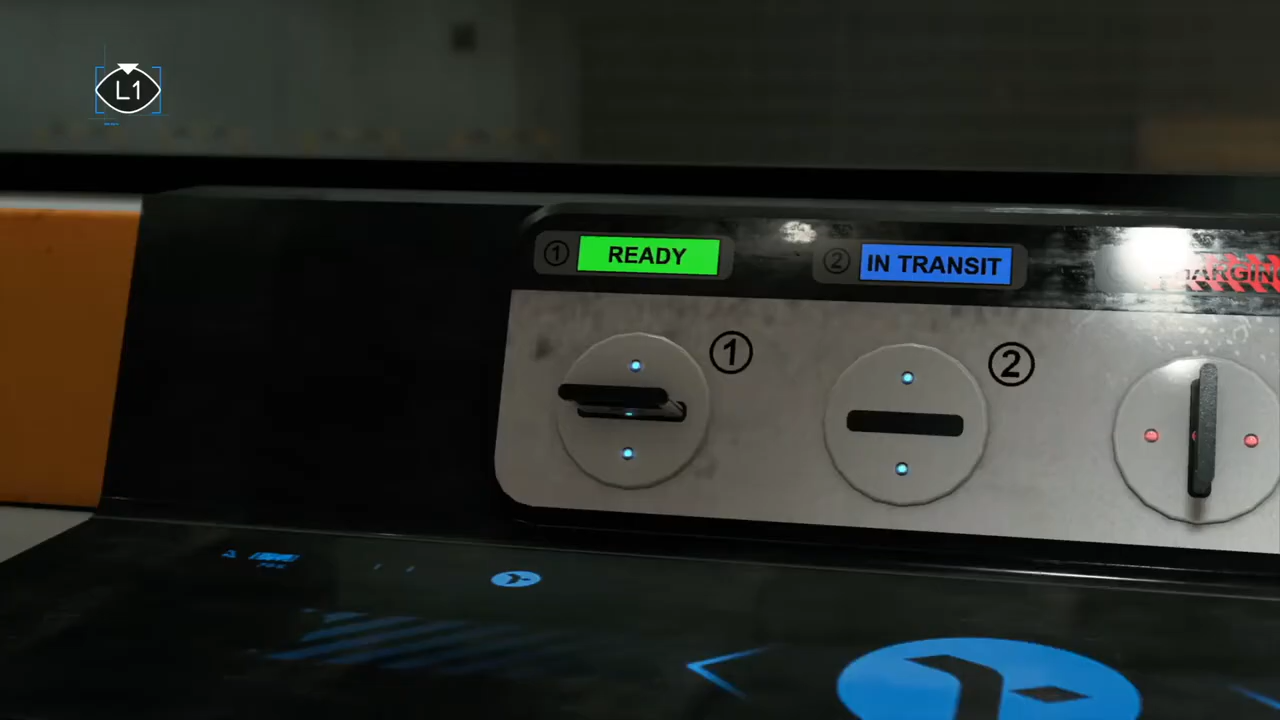 L1
① READY
② IN TRANSIT
①
②